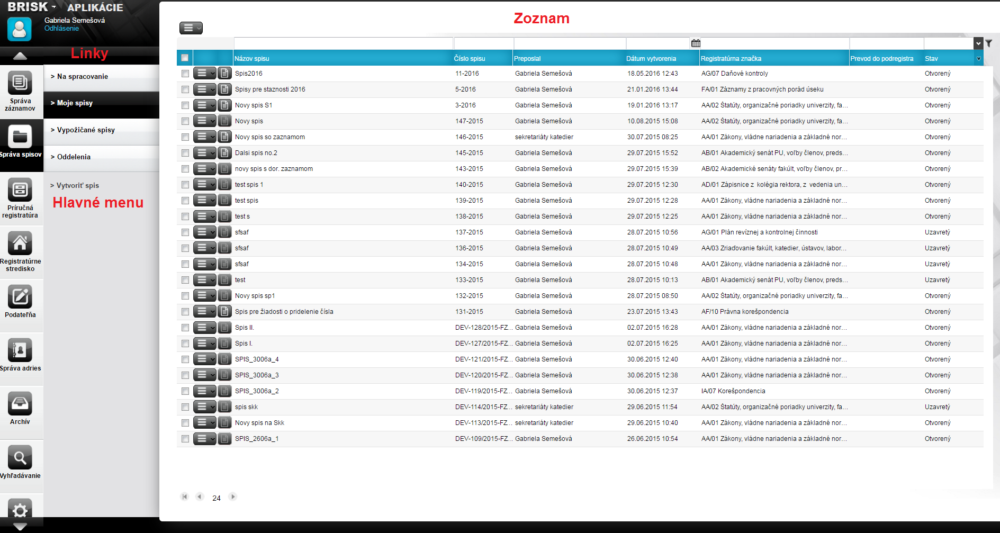 BRISK APLIKÁCIE
Gabriela Semešová
Odhlásenie
Linky
Správa
záznamov
Správa spisov
Príručná
registratúra
Registratúrne
stredisko
Podateľňa
Správa adries
Archív
Vyhľadávanie
> Na spracovanie
> Moje spisy
> Vypožičané spisy
> Oddelenia
> Vytvoriť spis
Hlavné menu
Zoznam
Názov spisu Číslo spisu Preposlal Dátum vytvorenia Registratúrna značka Prevod do podregistra Stav
Spis2016 11-2016 Gabriela Semešová 18.05.2016 12:43 AG/07 Daňové kontroly Otvorený
Spisy pre staznosti 2016 5-2016 Gabriela Semešová 21.01.2016 13:44 FA/01 Záznamy z pracovných porád úseku Otvorený
Novy spis S1 3-2016 Gabriela Semešová 19.01.2016 13:17 AA/02 Štatúty, organizačné poriadky univerzity, fa... Otvorený
Novy spis 147-2015 Gabriela Semešová 10.08.2015 15:08 AA/02 Štatúty, organizačné poriadky univerzity, fa... Otvorený
Novy spis so zaznamom 146-2015 sekretariáty katedier 30.07.2015 08:25 AA/01 Zákony, vládne nariadenia a základné nor... Otvorený
Dalsi spis no.2 145-2015 Gabriela Semešová 29.07.2015 15:52 AB/01 Akademický senát PU, voľby členov, preds... Otvorený
novy spis s dor. zaznamom 143-2015 Gabriela Semešová 29.07.2015 15:39 AB/02 Akademické senáty fakúlt, voľby členov, pr... Otvorený
test spis 1 140-2015 Gabriela Semešová 29.07.2015 12:30 AD/01 Zápisnice z kolégia rektora, z vedenia un... Otvorený
test spis 139-2015 Gabriela Semešová 29.07.2015 12:28 AA/01 Zákony, vládne nariadenia a základné nor... Otvorený
test s 138-2015 Gabriela Semešová 29.07.2015 12:25 AA/01 Zákony, vládne nariadenia a základné nor... Otvorený
sfsaf 137-2015 Gabriela Semešová 28.07.2015 10:56 AG/01 Plán revíznej a kontrolnej činnosti Uzavretý
sfsaf 136-2015 Gabriela Semešová 28.07.2015 10:49 AA/03 Zriaďovanie fakúlt, katedier, ústavov, labor... Uzavretý
sfsaf 134-2015 Gabriela Semešová 28.07.2015 10:48 AA/01 Zákony, vládne nariadenia a základné nor... Uzavretý
test 133-2015 Gabriela Semešová 28.07.2015 10:13 AB/01 Akademický senát PU, voľby členov, preds... Uzavretý
Novy spis sp1 132-2015 Gabriela Semešová 28.07.2015 08:50 AA/02 Štatúty, organizačné poriadky univerzity, fa... Otvorený
Spis pre žiadosti o pridelenie čísla 131-2015 Gabriela Semešová 23.07.2015 13:43 AF/10 Právna korešpondencia Otvorený
Spis II. DEV-128/2015-FZ... Gabriela Semešová 02.07.2015 16:28 AA/01 Zákony, vládne nariadenia a základné nor... Otvorený
Spis I. DEV-127/2015-FZ... Gabriela Semešová 02.07.2015 16:25 AA/01 Zákony, vládne nariadenia a základné nor... Otvorený
SPIS_3006a_4 DEV-121/2015-FZ... Gabriela Semešová 30.06.2015 12:40 AA/01 Zákony, vládne nariadenia a základné nor... Otvorený
SPIS_3006a_3 DEV-120/2015-FZ... Gabriela Semešová 30.06.2015 12:38 AA/01 Zákony, vládne nariadenia a základné nor... Otvorený
SPIS_3006a_2 DEV-119/2015-FZ... Gabriela Semešová 30.06.2015 12:37 IA/07 Korešpondencia Otvorený
spis skk DEV-114/2015-FZ... sekretariáty katedier 29.06.2015 11:54 AA/02 Štatúty, organizačné poriadky univerzity, fa... Uzavretý
Novy spis na Skk DEV-113/2015-FZ... sekretariáty katedier 29.06.2015 10:40 AA/01 Zákony, vládne nariadenia a základné nor... Otvorený
SPIS_2606a_1 DEV-109/2015-FZ... Gabriela Semešová 26.06.2015 10:54 AA/01 Zákony, vládne nariadenia a základné nor... Otvorený
24